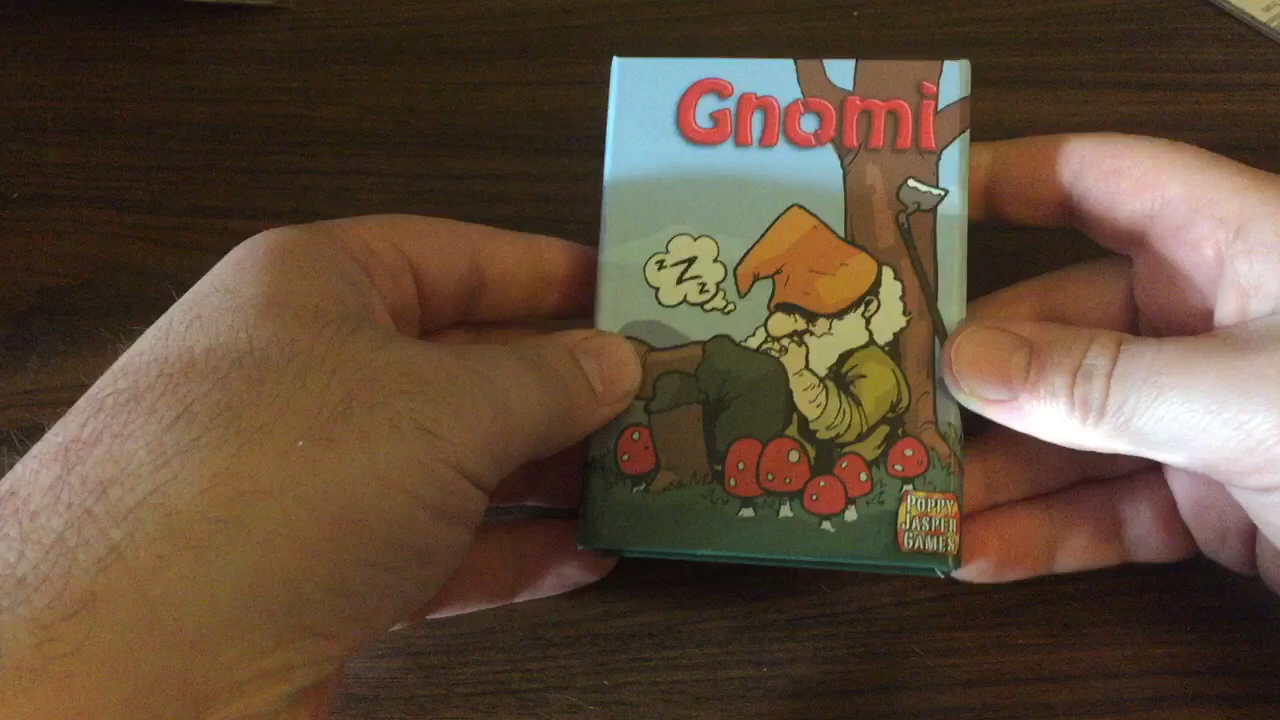 Gnomi
z Z z
POPPY
JASPER
GAMES